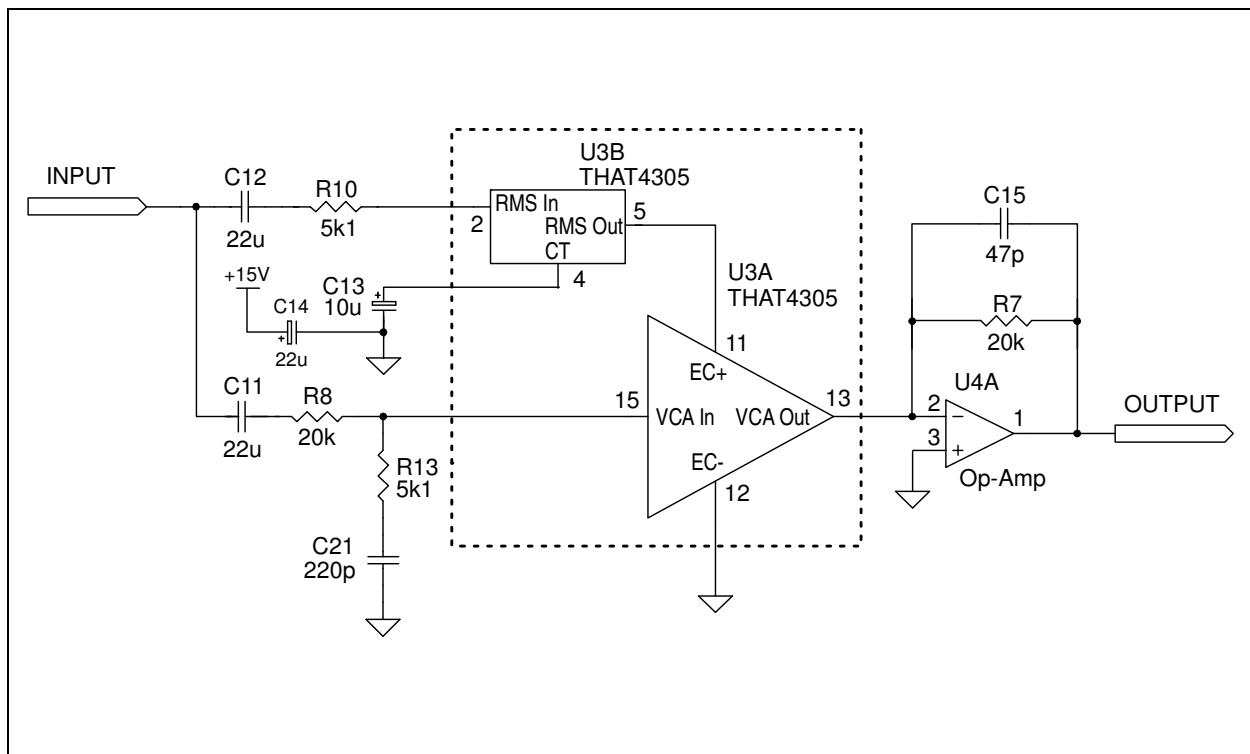 INPUT
C12
22u
R10
5k1
U3B
THAT4305
RMS In
RMS Out
CT
2
5
4
+15V
C14
22u
C13
10u
C11
22u
R8
20k
R13
5k1
C21
220p
U3A
THAT4305
11
EC+
15
VCA In
VCA Out
13
EC-
12
C15
47p
R7
20k
U4A
2
3
1
Op-Amp
OUTPUT